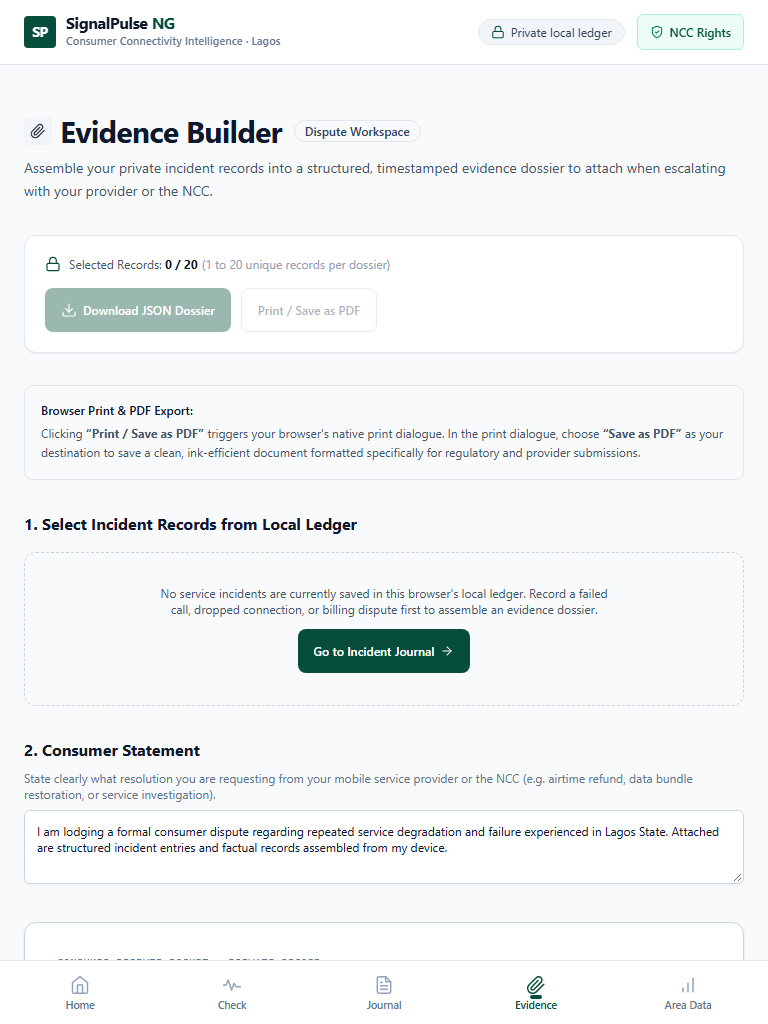 SP
SignalPulse NG
Consumer Connectivity Intelligence · Lagos
Private local ledger
NCC Rights
Evidence Builder
Dispute Workspace
Assemble your private incident records into a structured, timestamped evidence dossier to attach when escalating
with your provider or the NCC.
Selected Records: 0 / 20 (1 to 20 unique records per dossier)
Download JSON Dossier
Print / Save as PDF
Browser Print & PDF Export:
Clicking “Print / Save as PDF” triggers your browser's native print dialogue. In the print dialogue, choose “Save as PDF” as your
destination to save a clean, ink-efficient document formatted specifically for regulatory and provider submissions.
1. Select Incident Records from Local Ledger
No service incidents are currently saved in this browser's local ledger. Record a failed
call, dropped connection, or billing dispute first to assemble an evidence dossier.
Go to Incident Journal →
2. Consumer Statement
State clearly what resolution you are requesting from your mobile service provider or the NCC (e.g. airtime refund, data bundle
restoration, or service investigation).
I am lodging a formal consumer dispute regarding repeated service degradation and failure experienced in Lagos State. Attached
are structured incident entries and factual records assembled from my device.
Home
Check
Journal
Evidence
Area Data